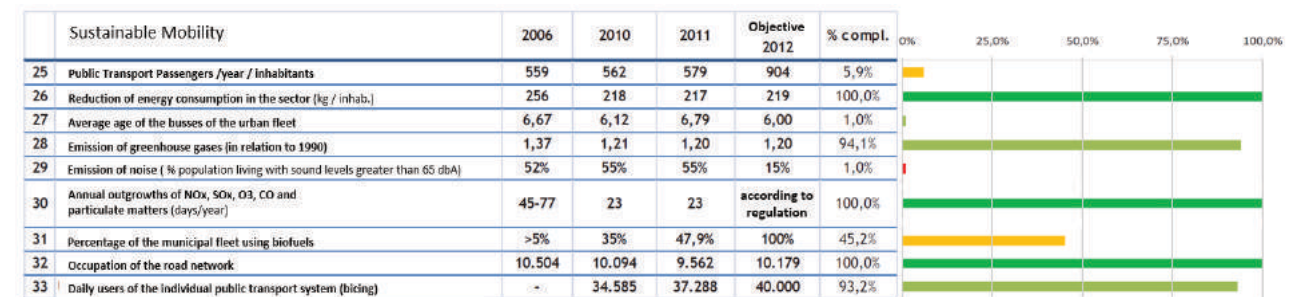 Sustainable Mobility 2006 2010 2011 Objective 2012 % compl. 0% 25,0% 50,0% 75,0% 100,0%
25 Public Transport Passengers /year / inhabitants 559 562 579 904 5,9%
26 Reduction of energy consumption in the sector (kg / inhab.) 256 218 217 219 100,0%
27 Average age of the busses of the urban fleet 6,67 6,12 6,79 6,00 1,0%
28 Emission of greenhouse gases (in relation to 1990) 1,37 1,21 1,20 1,20 94,1%
29 Emission of noise ( % population living with sound levels greater than 65 dbA) 52% 55% 55% 15% 1,0%
30 Annual outgrowths of NOx, SOx, O3, CO and
particulate matters (days/year) 45-77 23 23 according to regulation 100,0%
31 Percentage of the municipal fleet using biofuels >5% 35% 47,9% 100% 45,2%
32 Occupation of the road network 10.504 10.094 9.562 10.179 100,0%
33 Daily users of the individual public transport system (bicing) - 34.585 37.288 40.000 93,2%